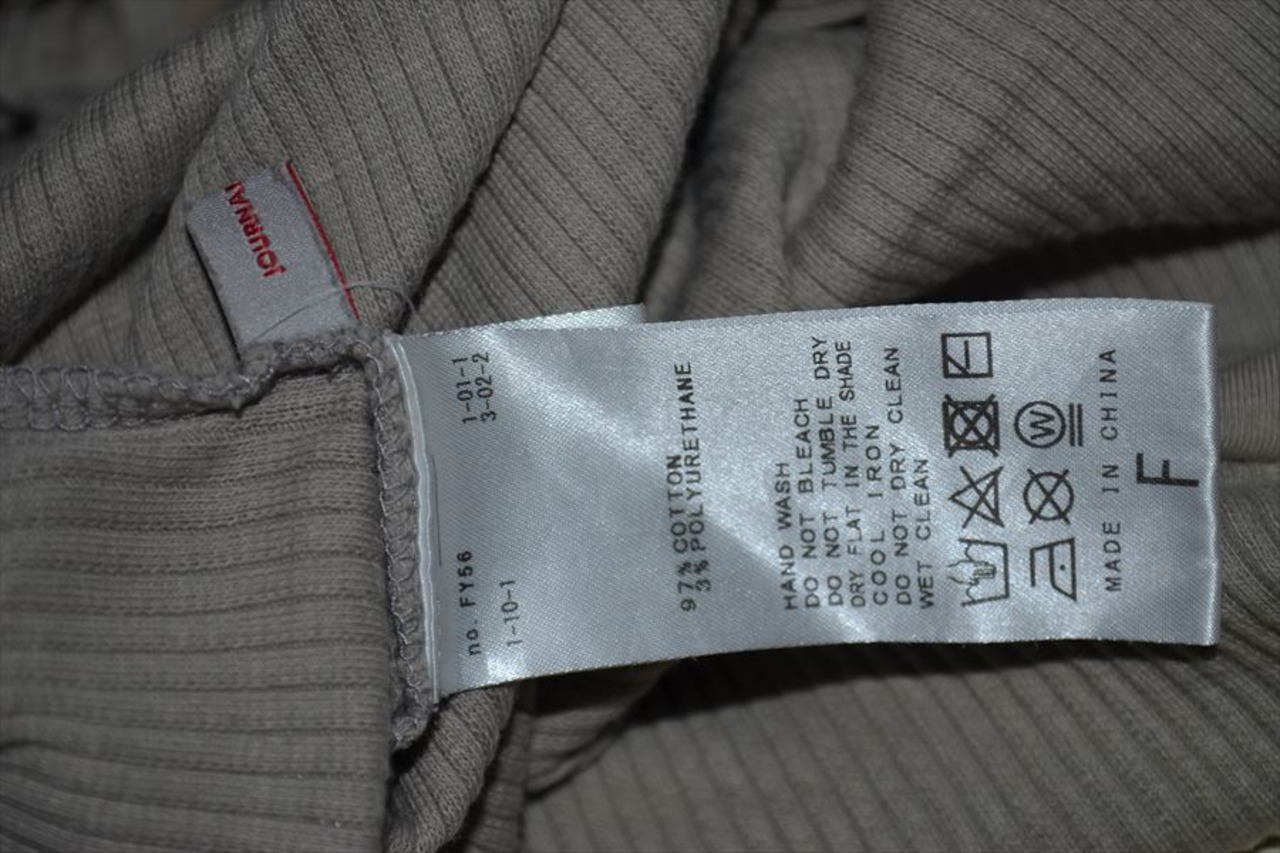 JOURNAL
no. FY56
1-01-1
3-02-2
1-10-1
97% COTTON
3% POLYURETHANE
HAND WASH
DO NOT BLEACH
DO NOT TUMBLE DRY
DRY FLAT IN THE SHADE
COOL IRON
DO NOT DRY CLEAN
WET CLEAN
W
MADE IN CHINA
F